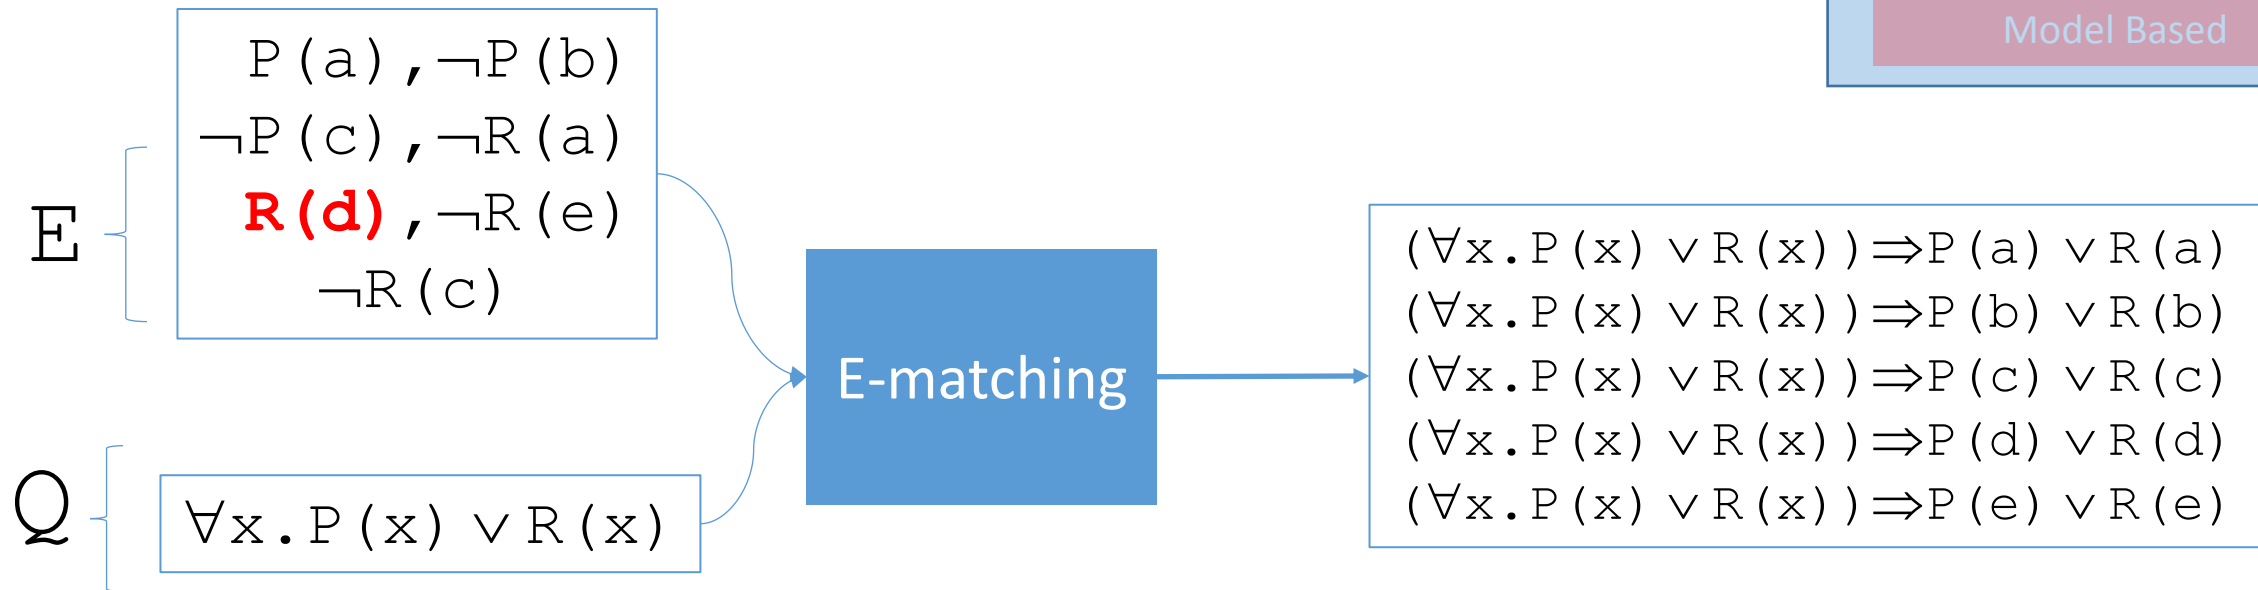 Model Based
E
P(a),¬P(b)
¬P(c),¬R(a)
R(d),¬R(e)
¬R(c)
Q
∀x.P(x)∨R(x)
E-matching
(∀x.P(x)∨R(x))⇒P(a)∨R(a)
(∀x.P(x)∨R(x))⇒P(b)∨R(b)
(∀x.P(x)∨R(x))⇒P(c)∨R(c)
(∀x.P(x)∨R(x))⇒P(d)∨R(d)
(∀x.P(x)∨R(x))⇒P(e)∨R(e)